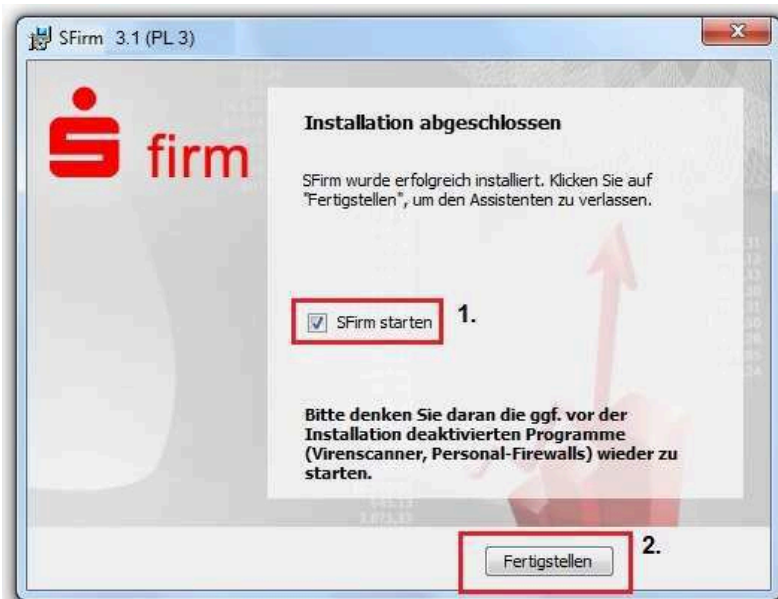 SFirm 3.1 (PL 3)
firm
Installation abgeschlossen
SFirm wurde erfolgreich installiert. Klicken Sie auf
"Fertigstellen", um den Assistenten zu verlassen.
SFirm starten
1.
Bitte denken Sie daran die ggf. vor der
Installation deaktivierten Programme
(Virenscanner, Personal-Firewalls) wieder zu
starten.
Fertigstellen
2.